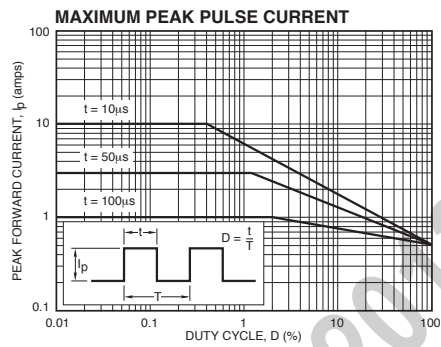 MAXIMUM PEAK PULSE CURRENT
PEAK FORWARD CURRENT, Ip (amps)
100
10
1
0.1
t = 10µs
t = 50µs
t = 100µs
t
D = t/T
Ip
T
0.01
0.1
1
10
100
DUTY CYCLE, D (%)
201